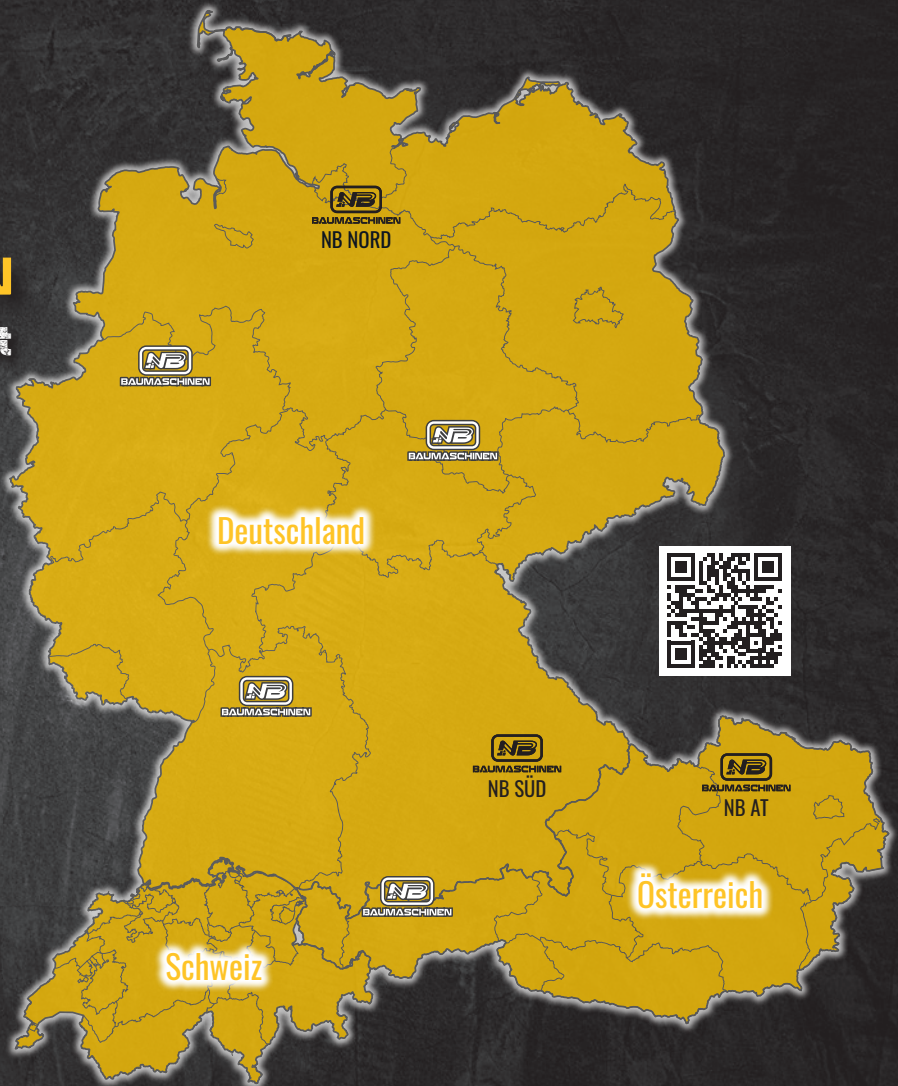 NB
BAUMASCHINEN
NB NORD
NB
BAUMASCHINEN
NB
BAUMASCHINEN
Deutschland
NB
BAUMASCHINEN
NB
BAUMASCHINEN
NB SÜD
NB
BAUMASCHINEN
NB AT
NB
BAUMASCHINEN
Österreich
Schweiz